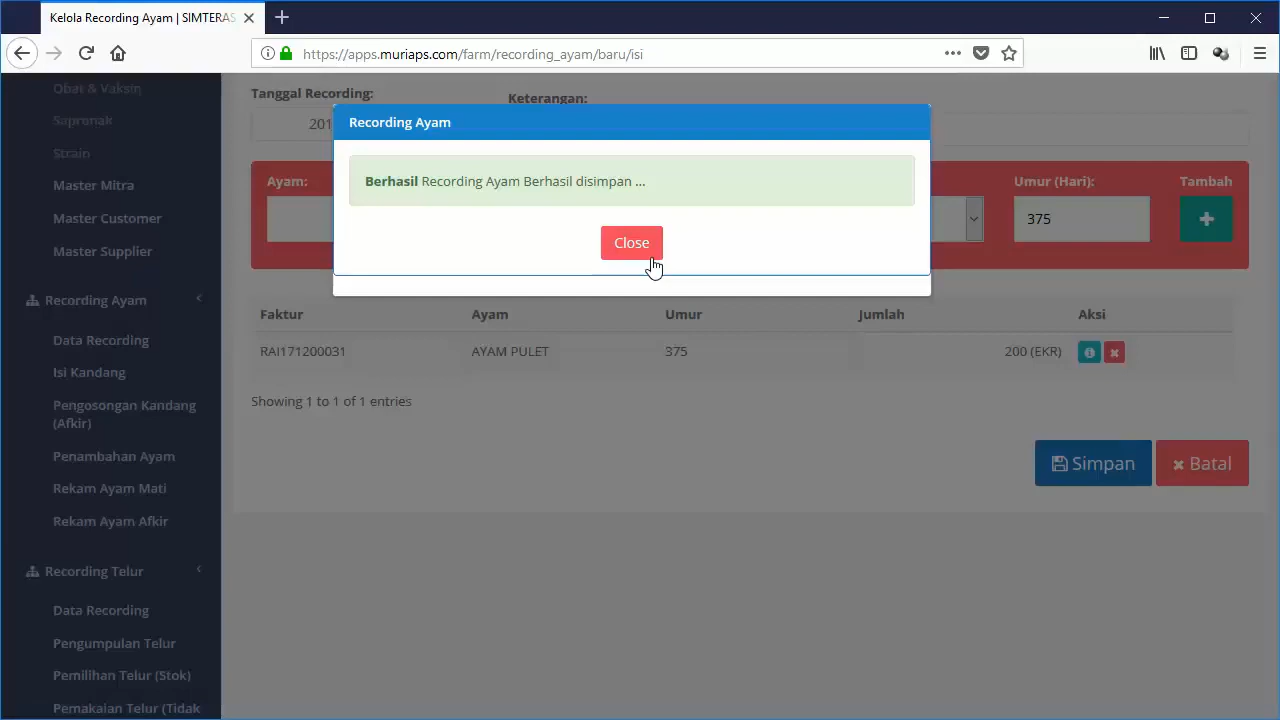 Kelola Recording Ayam | SIMTERAS
https://apps.muriaps.com/farm/recording_ayam/baru/isi
Obat & Vaksin
Sapronak
Strain
Master Mitra
Master Customer
Master Supplier
Recording Ayam
Data Recording
Isi Kandang
Pengosongan Kandang
(Afkir)
Penambahan Ayam
Rekam Ayam Mati
Rekam Ayam Afkir
Recording Telur
Data Recording
Pengumpulan Telur
Pemilihan Telur (Stok)
Pemakaian Telur (Tidak
Tanggal Recording:
Keterangan:
201
Recording Ayam
Berhasil Recording Ayam Berhasil disimpan ...
Close
Ayam:
Umur (Hari):
Tambah
375
Faktur Ayam Umur Jumlah Aksi
RAI171200031 AYAM PULET 375 200 (EKR)
Showing 1 to 1 of 1 entries
Simpan
Batal